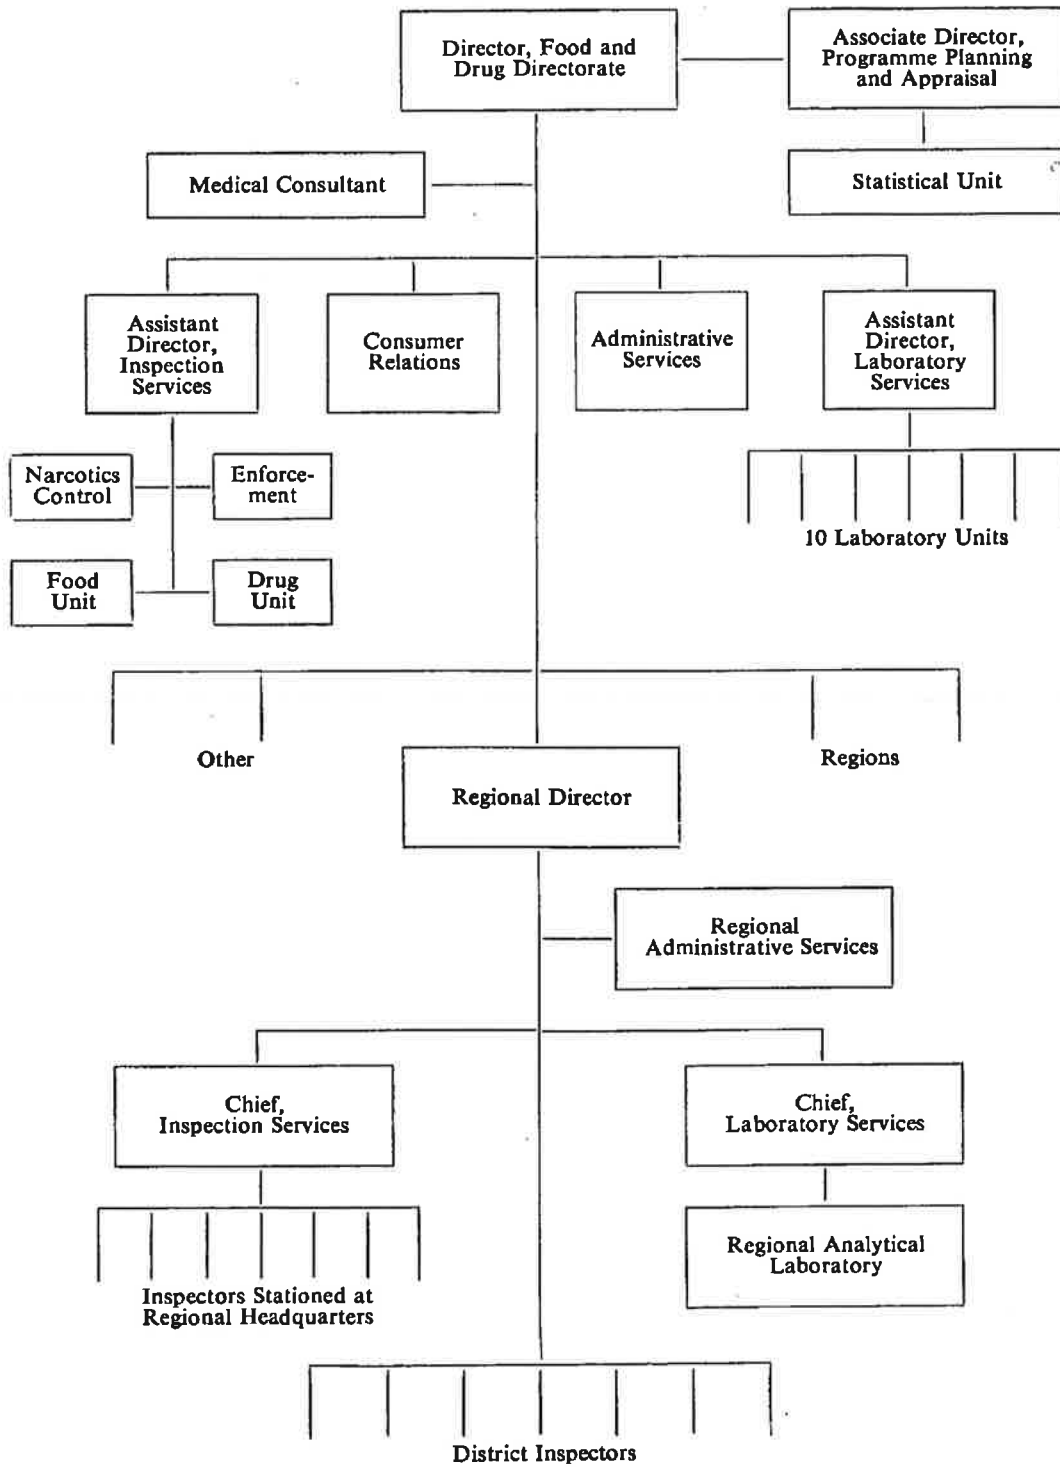 Director, Food and
Drug Directorate
Associate Director,
Programme Planning
and Appraisal
Medical Consultant
Statistical Unit
Assistant
Director,
Inspection
Services
Consumer
Relations
Administrative
Services
Assistant
Director,
Laboratory
Services
Narcotics
Control
Enforce-
ment
10 Laboratory Units
Food
Unit
Drug
Unit
Other
Regions
Regional Director
Regional
Administrative Services
Chief,
Inspection Services
Chief,
Laboratory Services
Regional Analytical
Laboratory
Inspectors Stationed at
Regional Headquarters
District Inspectors